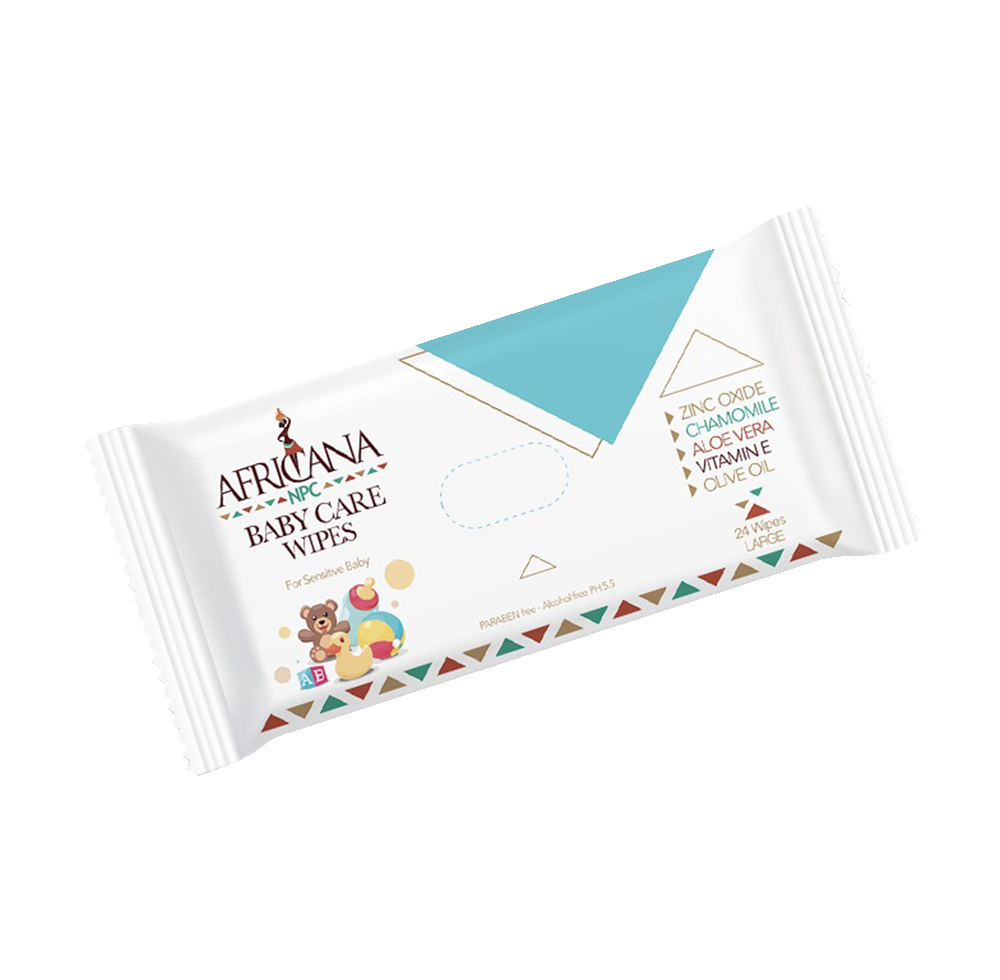 AFRICANA
NPC
BABY CARE
WIPES
For Sensitive Baby
A B
PARABEN free - Alcohol free PH 5.5
ZINC OXIDE
CHAMOMILE
ALOE VERA
VITAMIN E
OLIVE OIL
24 Wipes
LARGE